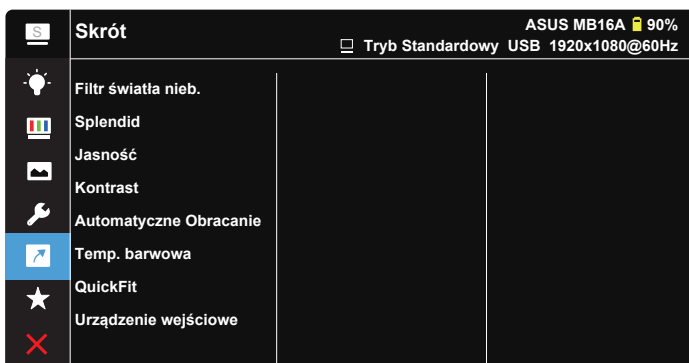 S
Skrót
ASUS MB16A 90%
Tryb Standardowy USB 1920x1080@60Hz
Filtr światła nieb.
Splendid
Jasność
Kontrast
Automatyczne Obracanie
Temp. barwowa
QuickFit
Urządzenie wejściowe